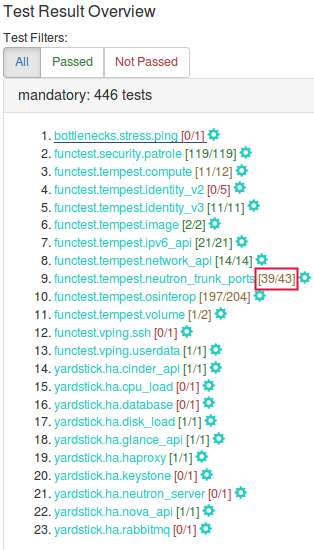 Test Result Overview
Test Filters:
All Passed Not Passed
mandatory: 446 tests
1. bottlenecks.stress.ping [0/1]
2. functest.security.patrole [119/119]
3. functest.tempest.compute [11/12]
4. functest.tempest.identity_v2 [0/5]
5. functest.tempest.identity_v3 [11/11]
6. functest.tempest.image [2/2]
7. functest.tempest.ipv6_api [21/21]
8. functest.tempest.network_api [14/14]
9. functest.tempest.neutron_trunk_ports [39/43]
10. functest.tempest.osinterop [197/204]
11. functest.tempest.volume [1/2]
12. functest.vping.ssh [0/1]
13. functest.vping.userdata [1/1]
14. yardstick.ha.cinder_api [1/1]
15. yardstick.ha.cpu_load [0/1]
16. yardstick.ha.database [0/1]
17. yardstick.ha.disk_load [1/1]
18. yardstick.ha.glance_api [1/1]
19. yardstick.ha.haproxy [1/1]
20. yardstick.ha.keystone [0/1]
21. yardstick.ha.neutron_server [0/1]
22. yardstick.ha.nova_api [1/1]
23. yardstick.ha.rabbitmq [0/1]